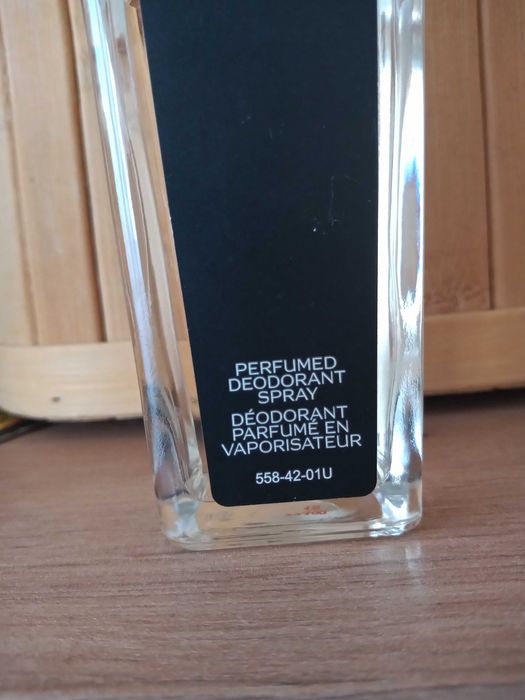 PERFUMED
DEODORANT
SPRAY
DÉODORANT
PARFUMÉ EN
VAPORISATEUR
558-42-01U